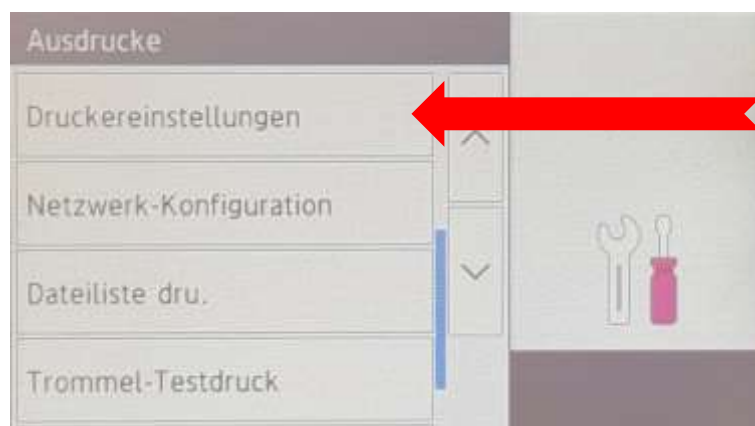 Ausdrucke
Druckereinstellungen
Netzwerk-Konfiguration
Dateiliste dru.
Trommel-Testdruck